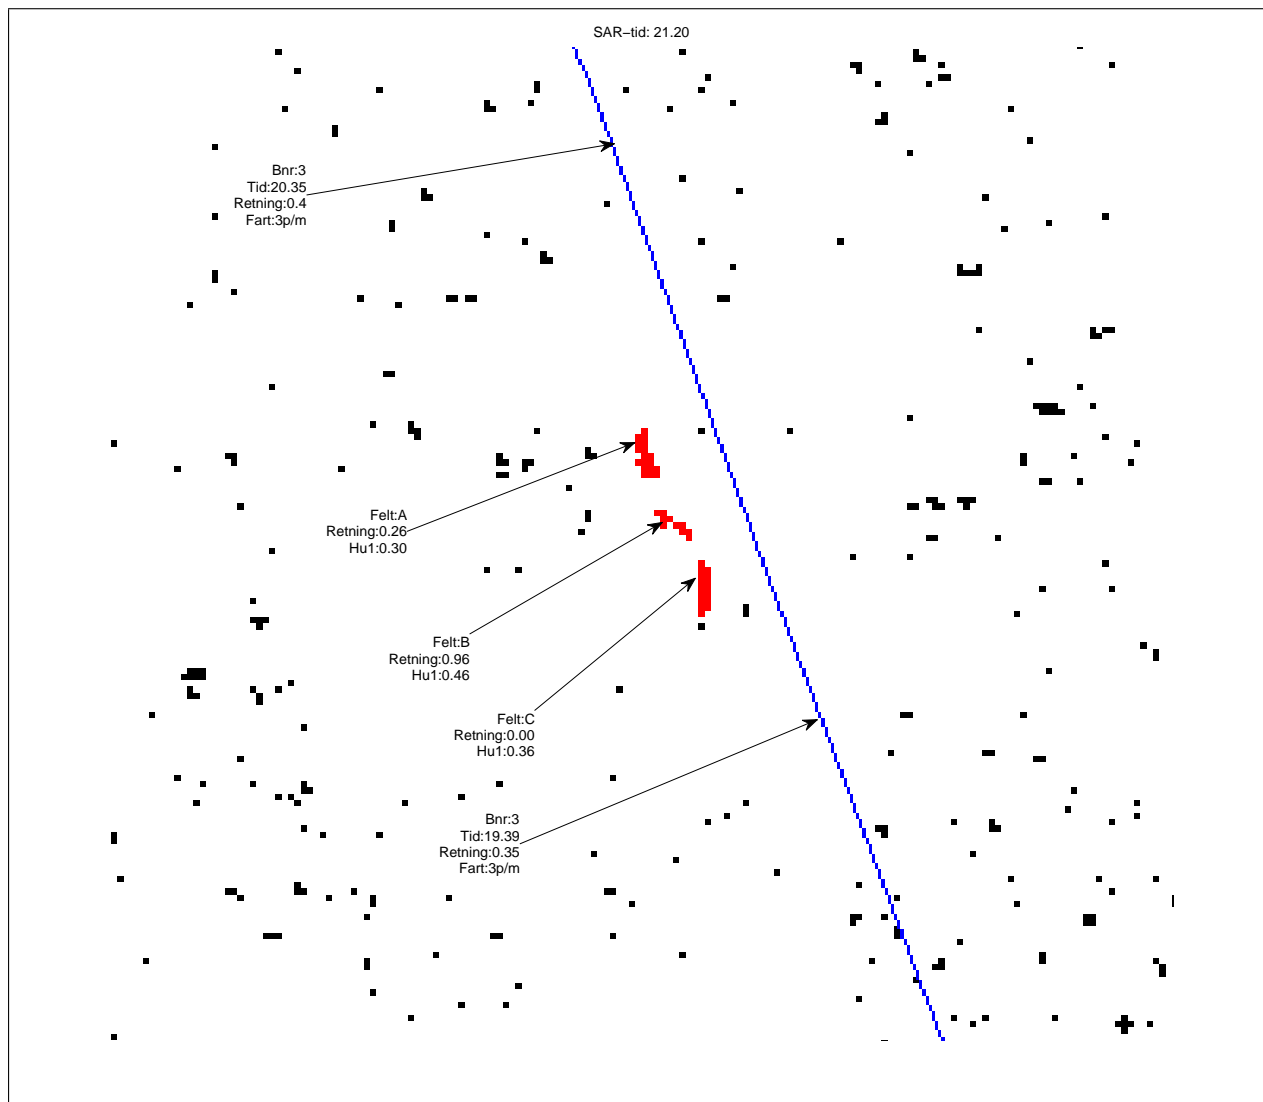 SAR−tid: 21.20
Bnr:3
Tid:20.35
Retning:0.4
Fart:3p/m
Felt:A
Retning:0.26
Hu1:0.30
Felt:B
Retning:0.96
Hu1:0.46
Felt:C
Retning:0.00
Hu1:0.36
Bnr:3
Tid:19.39
Retning:0.35
Fart:3p/m